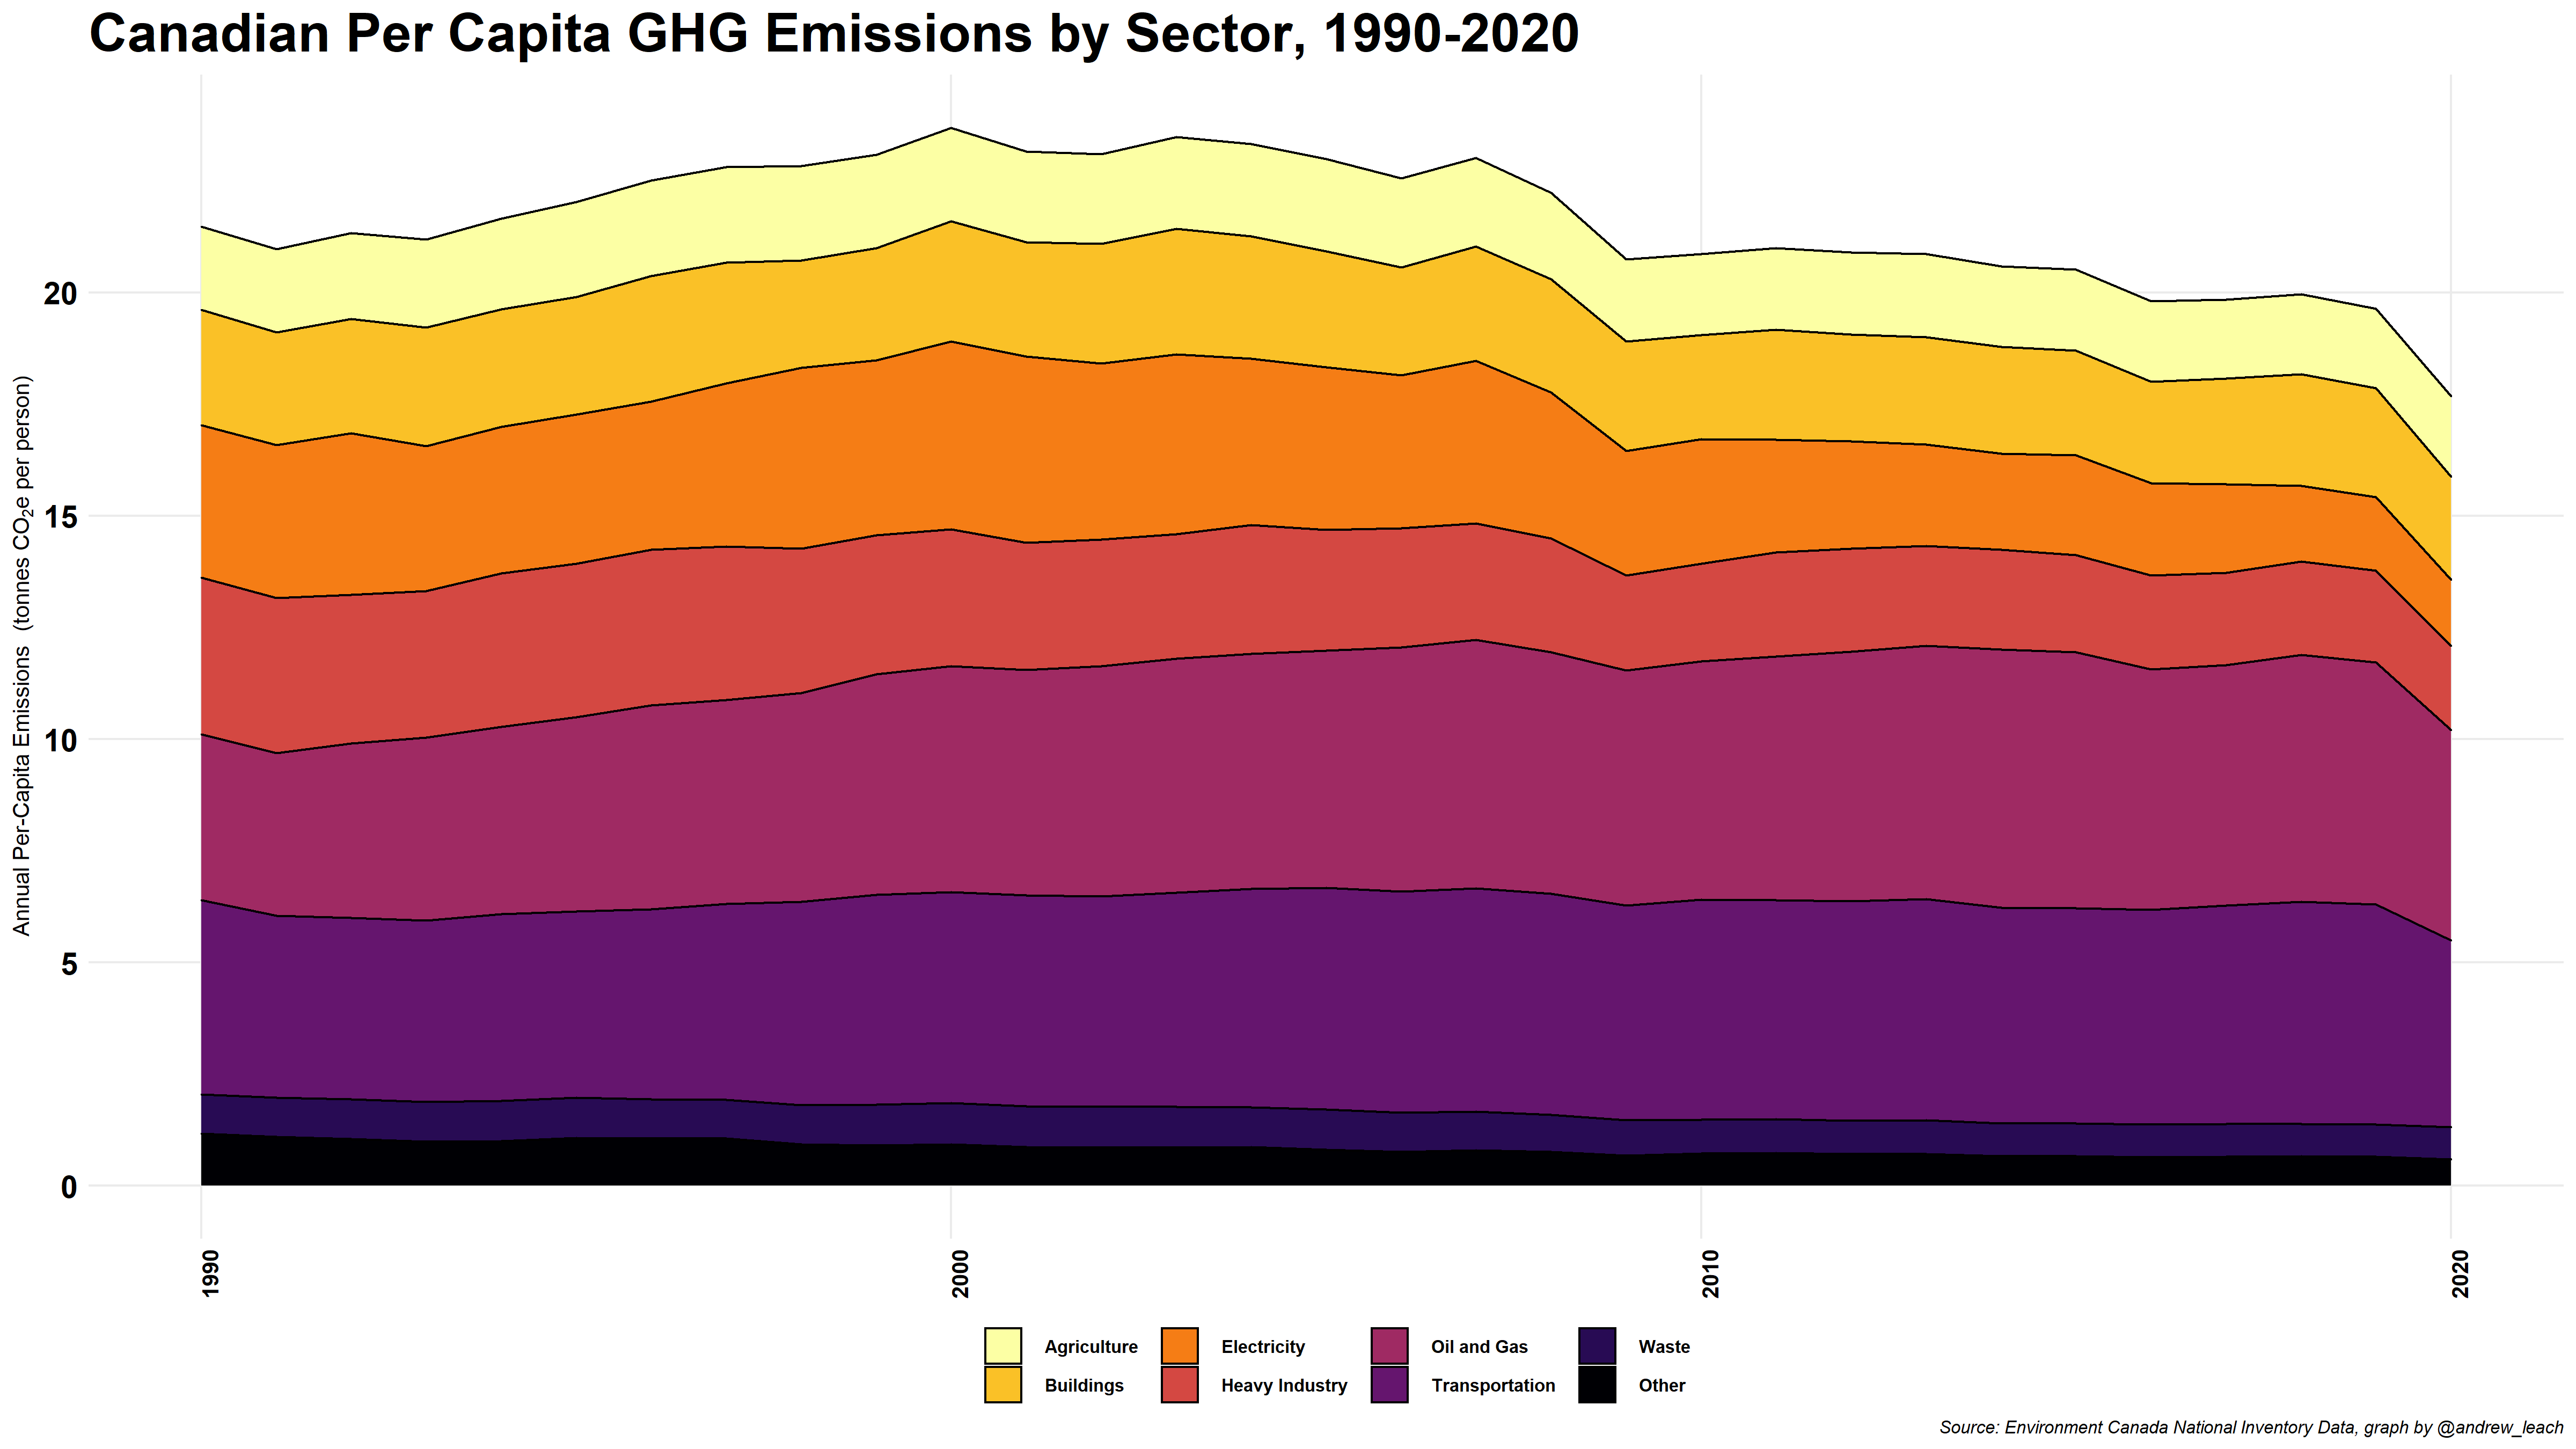 Canadian Per Capita GHG Emissions by Sector, 1990-2020
Annual Per-Capita Emissions (tonnes CO₂e per person)
20
15
10
5
0
1990
2000
2010
2020
Agriculture
Electricity
Oil and Gas
Waste
Buildings
Heavy Industry
Transportation
Other
Source: Environment Canada National Inventory Data, graph by @andrew_leach